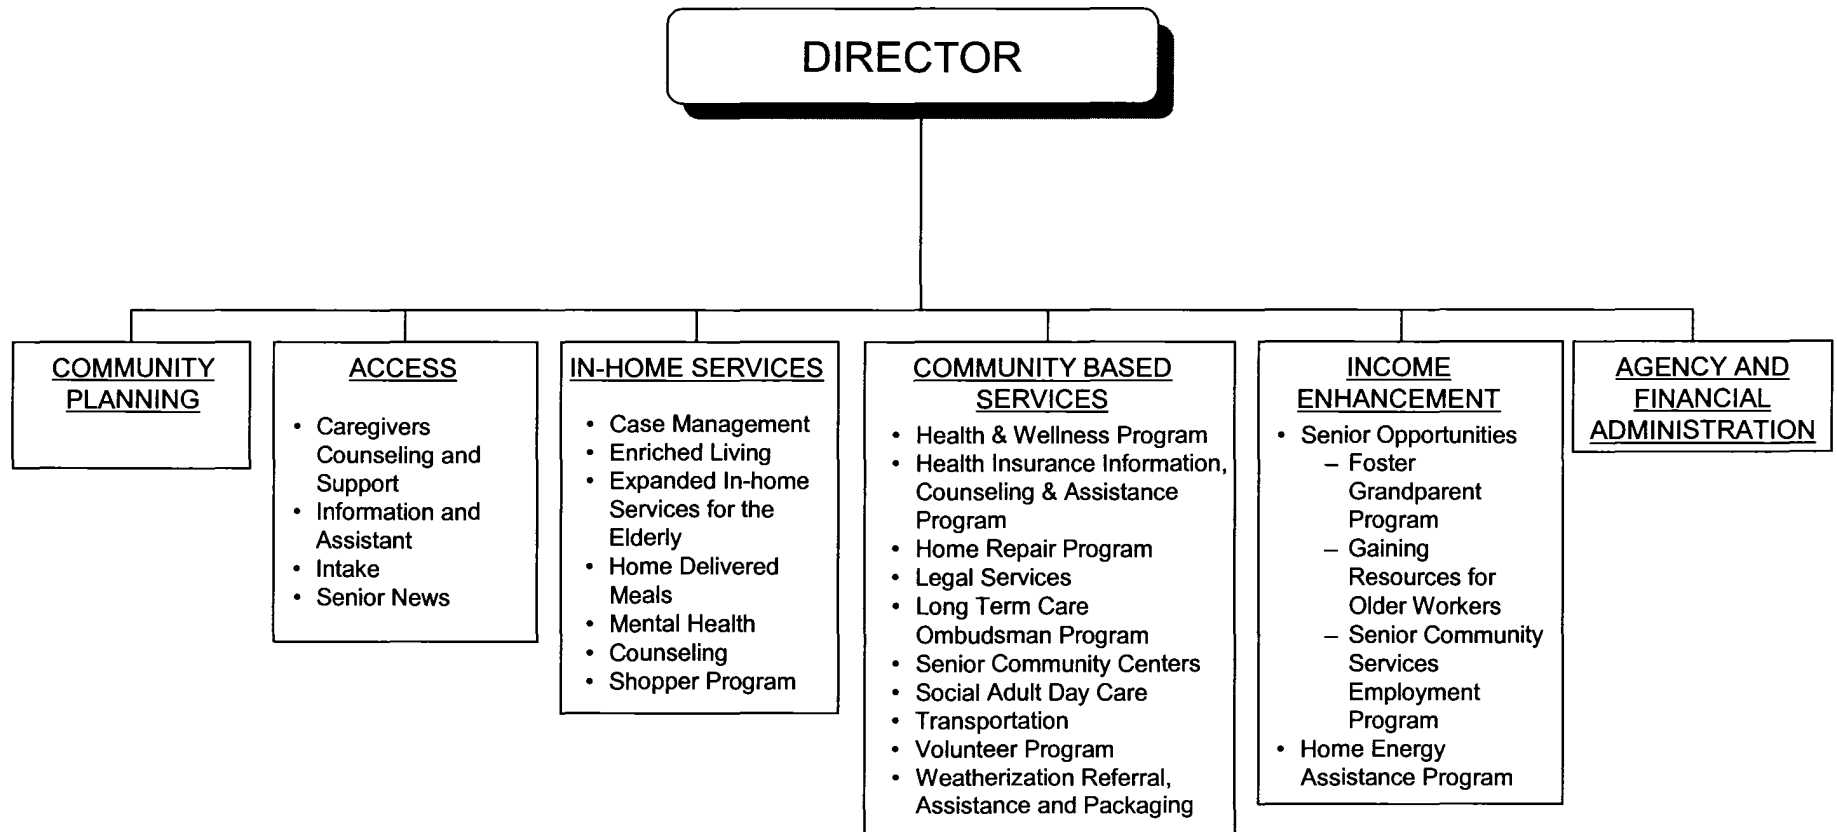 DIRECTOR
COMMUNITY
PLANNING
ACCESS
• Caregivers
Counseling and
Support
• Information and
Assistant
• Intake
• Senior News
IN-HOME SERVICES
• Case Management
• Enriched Living
• Expanded In-home
Services for the
Elderly
• Home Delivered
Meals
• Mental Health
• Counseling
• Shopper Program
COMMUNITY BASED
SERVICES
• Health & Wellness Program
• Health Insurance Information,
Counseling & Assistance
Program
• Home Repair Program
• Legal Services
• Long Term Care
Ombudsman Program
• Senior Community Centers
• Social Adult Day Care
• Transportation
• Volunteer Program
• Weatherization Referral,
Assistance and Packaging
INCOME
ENHANCEMENT
• Senior Opportunities
– Foster
Grandparent
Program
– Gaining
Resources for
Older Workers
– Senior Community
Services
Employment
Program
• Home Energy
Assistance Program
AGENCY AND
FINANCIAL
ADMINISTRATION